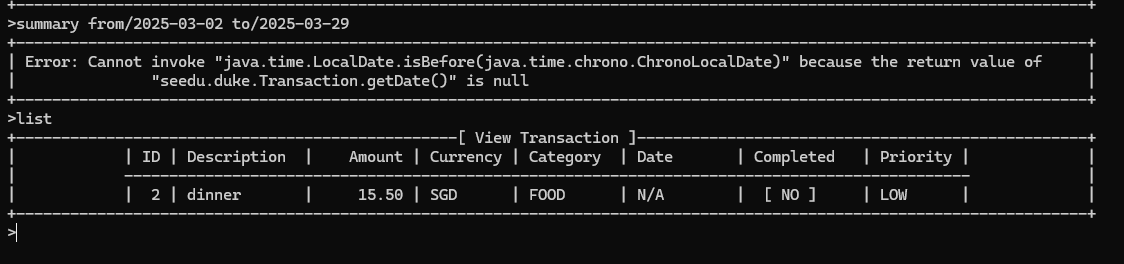 >summary from/2025-03-02 to/2025-03-29
Error: Cannot invoke "java.time.LocalDate.isBefore(java.time.chrono.ChronoLocalDate)" because the return value of
"seedu.duke.Transaction.getDate()" is null
>list
[ View Transaction ]
| ID | Description | Amount | Currency | Category | Date | Completed | Priority |
| 2 | dinner | 15.50 | SGD | FOOD | N/A | [ NO ] | LOW |
>